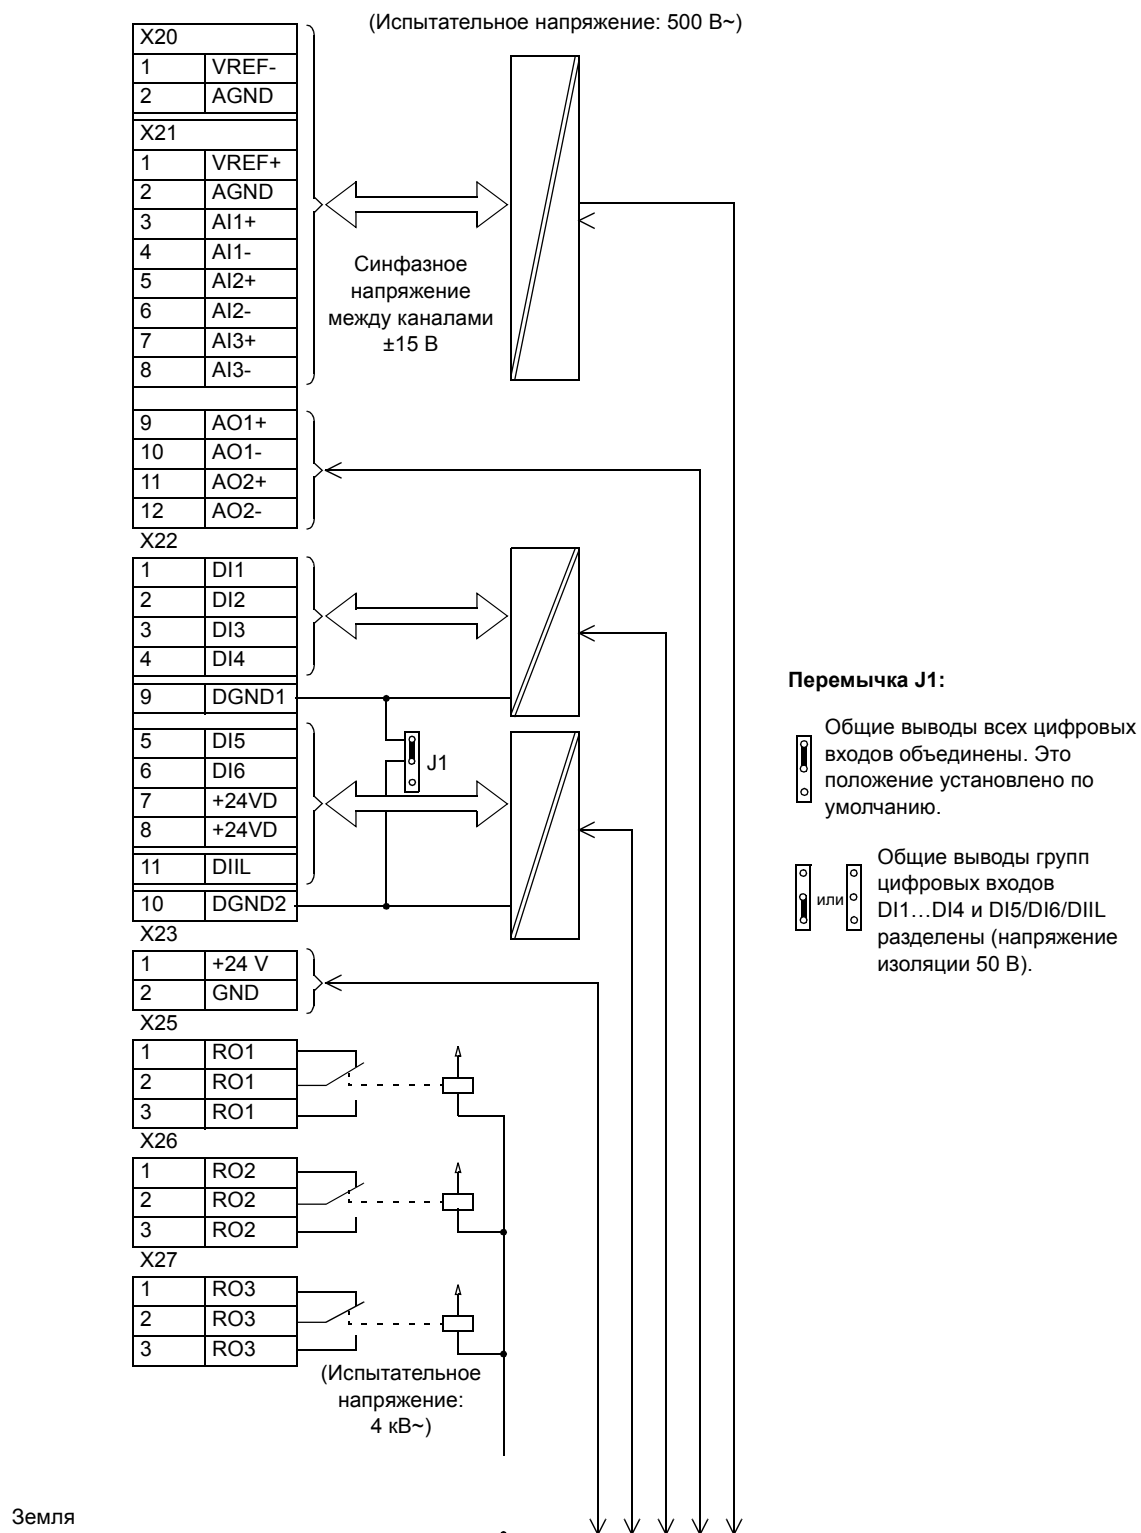 (Испытательное напряжение: 500 В~)
X20
1 VREF-
2 AGND
X21
1 VREF+
2 AGND
3 AI1+
4 AI1-
5 AI2+
6 AI2-
7 AI3+
8 AI3-
Синфазное
напряжение
между каналами
±15 В
9 AO1+
10 AO1-
11 AO2+
12 AO2-
X22
1 DI1
2 DI2
3 DI3
4 DI4
9 DGND1
5 DI5
6 DI6
7 +24VD
8 +24VD
11 DIIL
10 DGND2
J1
X23
1 +24 V
2 GND
X25
1 RO1
2 RO1
3 RO1
X26
1 RO2
2 RO2
3 RO2
X27
1 RO3
2 RO3
3 RO3
(Испытательное
напряжение:
4 кВ~)
Земля
Перемычка J1:
Общие выводы всех цифровых
входов объединены. Это
положение установлено по
умолчанию.
или
Общие выводы групп
цифровых входов
DI1…DI4 и DI5/DI6/DIIL
разделены (напряжение
изоляции 50 В).